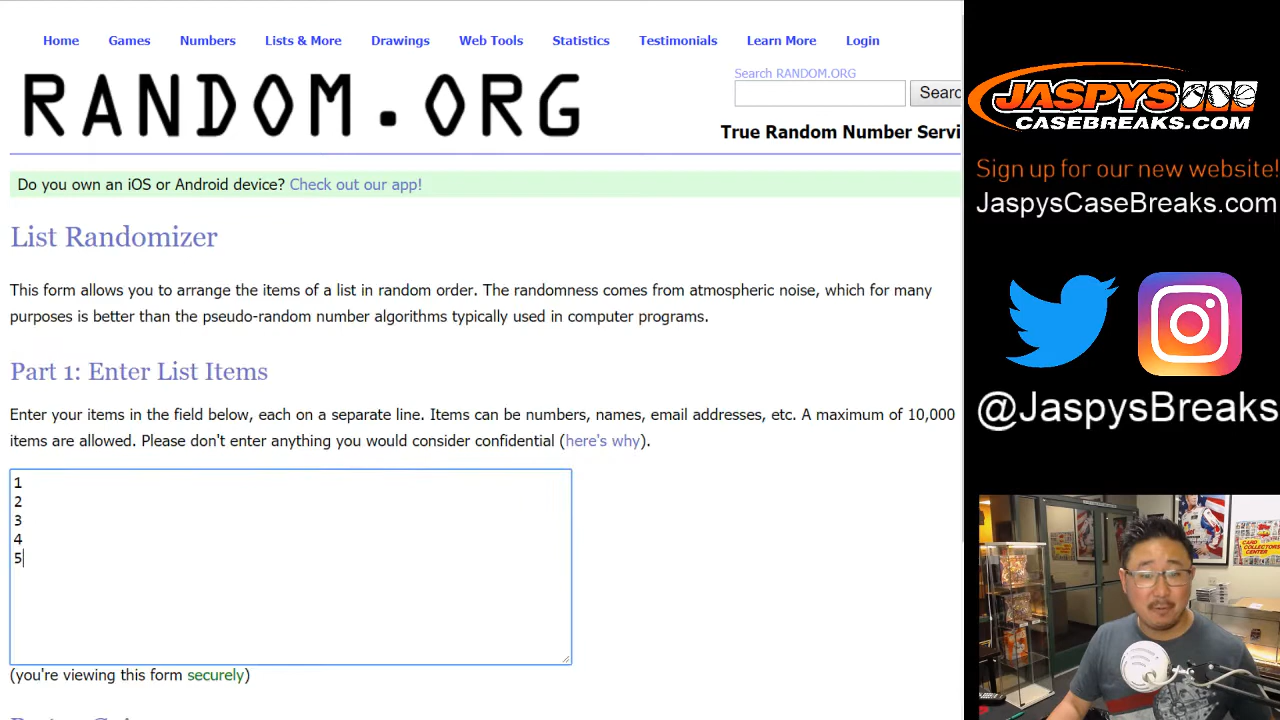 Home Games Numbers Lists & More Drawings Web Tools Statistics Testimonials Learn More Login
RANDOM.ORG
Search RANDOM.ORG
Searc
True Random Number Servi
Do you own an iOS or Android device? Check out our app!
List Randomizer
This form allows you to arrange the items of a list in random order. The randomness comes from atmospheric noise, which for many
purposes is better than the pseudo-random number algorithms typically used in computer programs.
Part 1: Enter List Items
Enter your items in the field below, each on a separate line. Items can be numbers, names, email addresses, etc. A maximum of 10,000
items are allowed. Please don't enter anything you would consider confidential (here's why).
1
2
3
4
5
(you're viewing this form securely)
JASPYS
CASEBREAKS.COM
Sign up for our new website!
JaspysCaseBreaks.com
@JaspysBreaks
CARD
COLLECTORS
CENTER